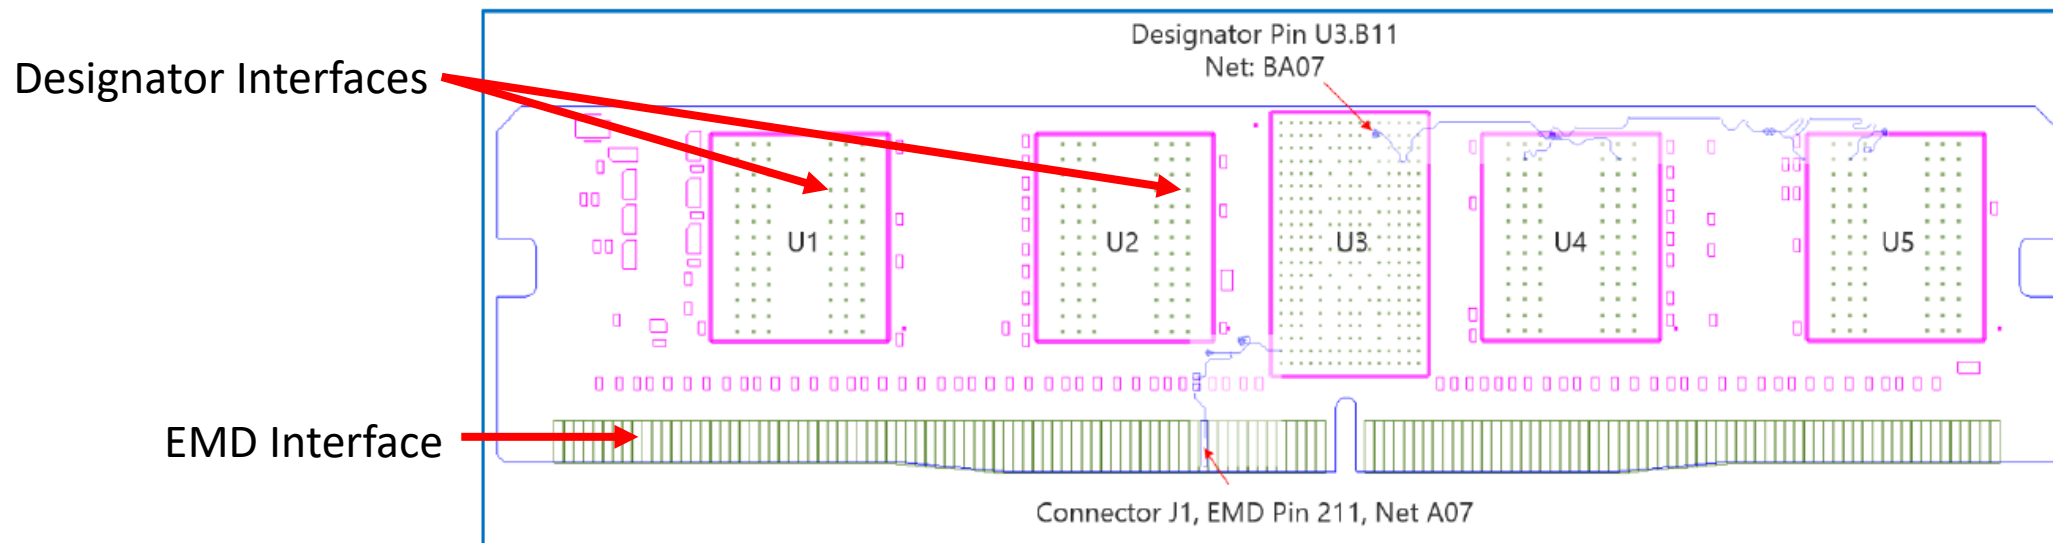 Designator Pin U3.B11
Net: BA07
Designator Interfaces
U1
U2
U3
U4
U5
EMD Interface
Connector J1, EMD Pin 211, Net A07